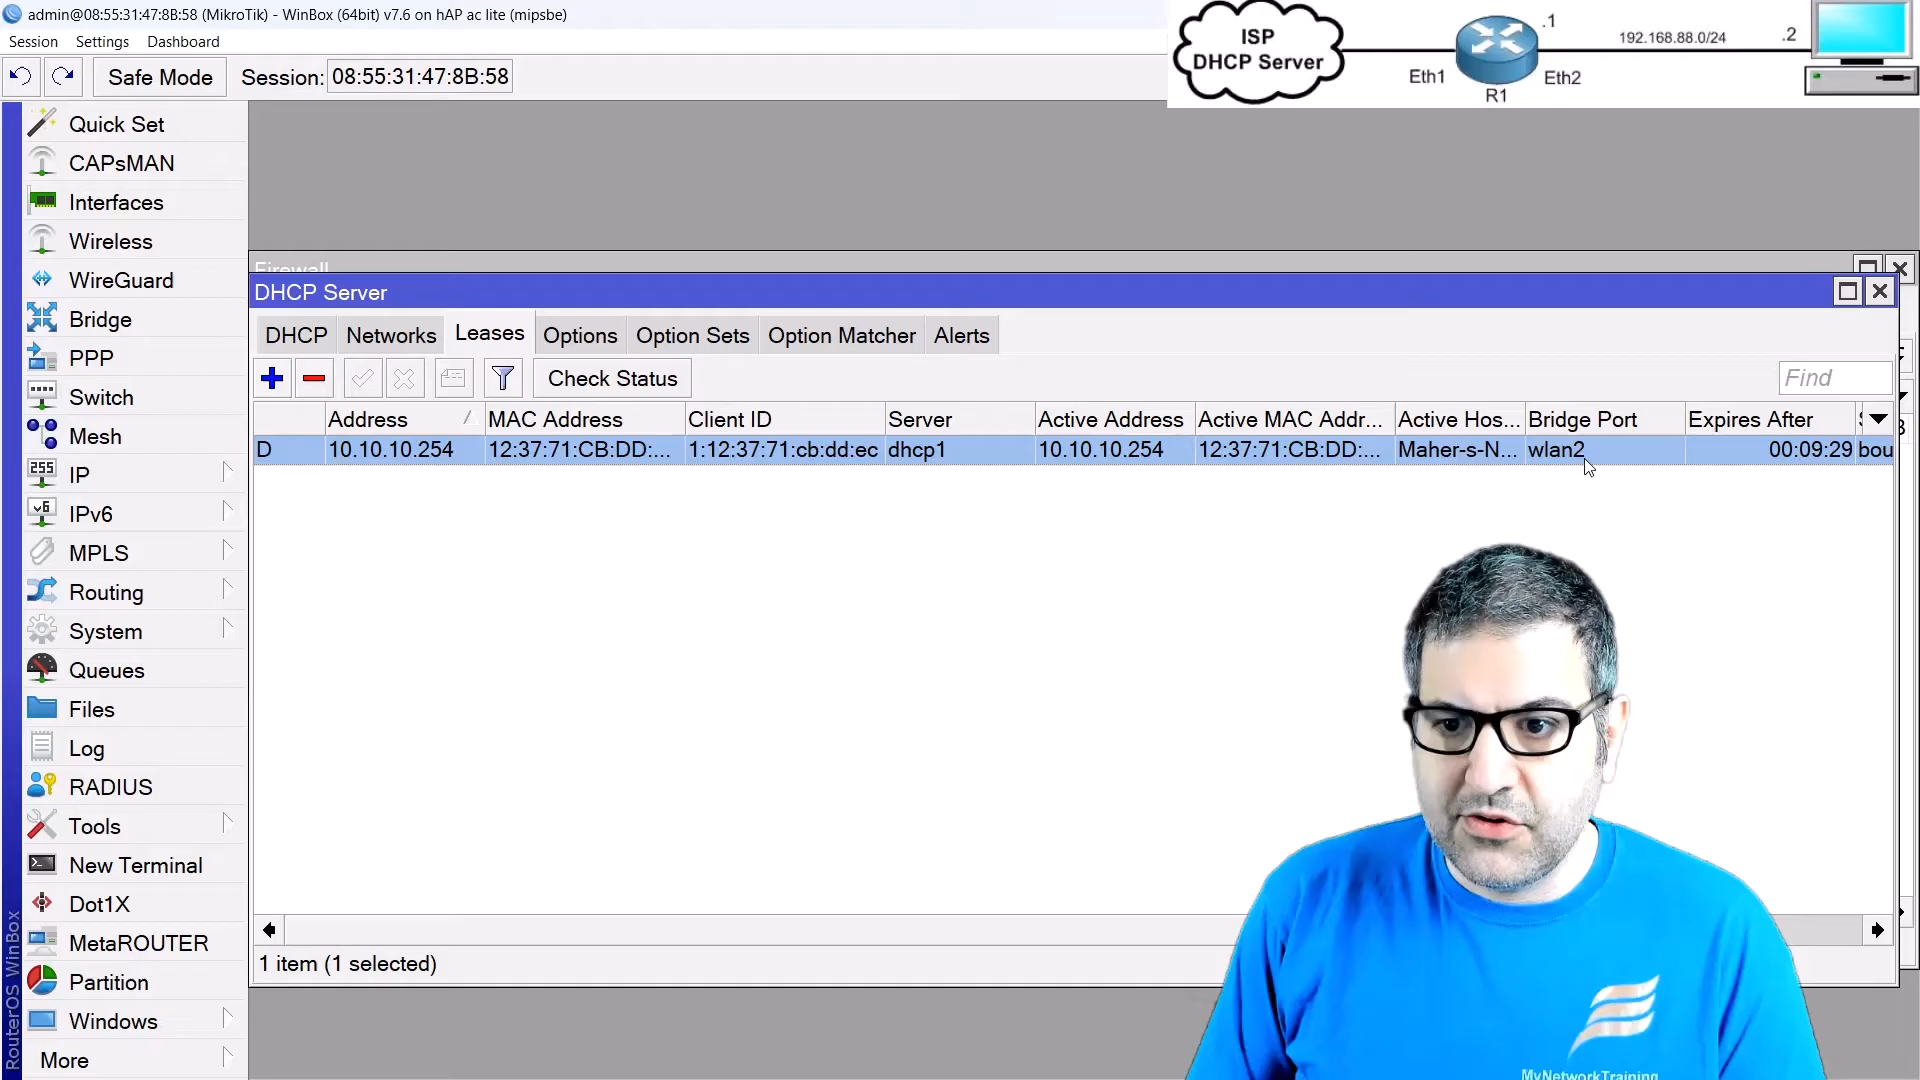 admin@08:55:31:47:8B:58 (MikroTik) - WinBox (64bit) v7.6 on hAP ac lite (mipsbe)
Session Settings Dashboard
Safe Mode Session: 08:55:31:47:8B:58
ISP
DHCP Server
Eth1
R1
.1
Eth2
192.168.88.0/24
.2
Quick Set
CAPsMAN
Interfaces
Wireless
WireGuard
Bridge
PPP
Switch
Mesh
IP
IPv6
MPLS
Routing
System
Queues
Files
Log
RADIUS
Tools
New Terminal
Dot1X
MetaROUTER
Partition
Windows
More
RouterOS WinBox
Firewall
DHCP Server
DHCP Networks Leases Options Option Sets Option Matcher Alerts
Check Status Find
Address MAC Address Client ID Server Active Address Active MAC Addr... Active Hos... Bridge Port Expires After
D 10.10.10.254 12:37:71:CB:DD:... 1:12:37:71:cb:dd:ec dhcp1 10.10.10.254 12:37:71:CB:DD:... Maher-s-N... wlan2 00:09:29 bou
1 item (1 selected)
MyNetworkTraining